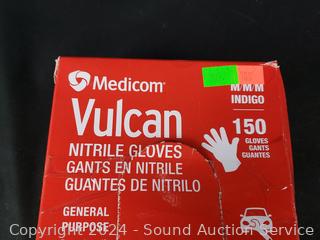 Medicom®
Vulcan
NITRILE GLOVES
GANTS EN NITRILE
GUANTES DE NITRILO
GENERAL
PURPOSE
M/M/M
INDIGO
150
GLOVES
GANTS
GUANTES
Copyright 2024 - Sound Auction Service